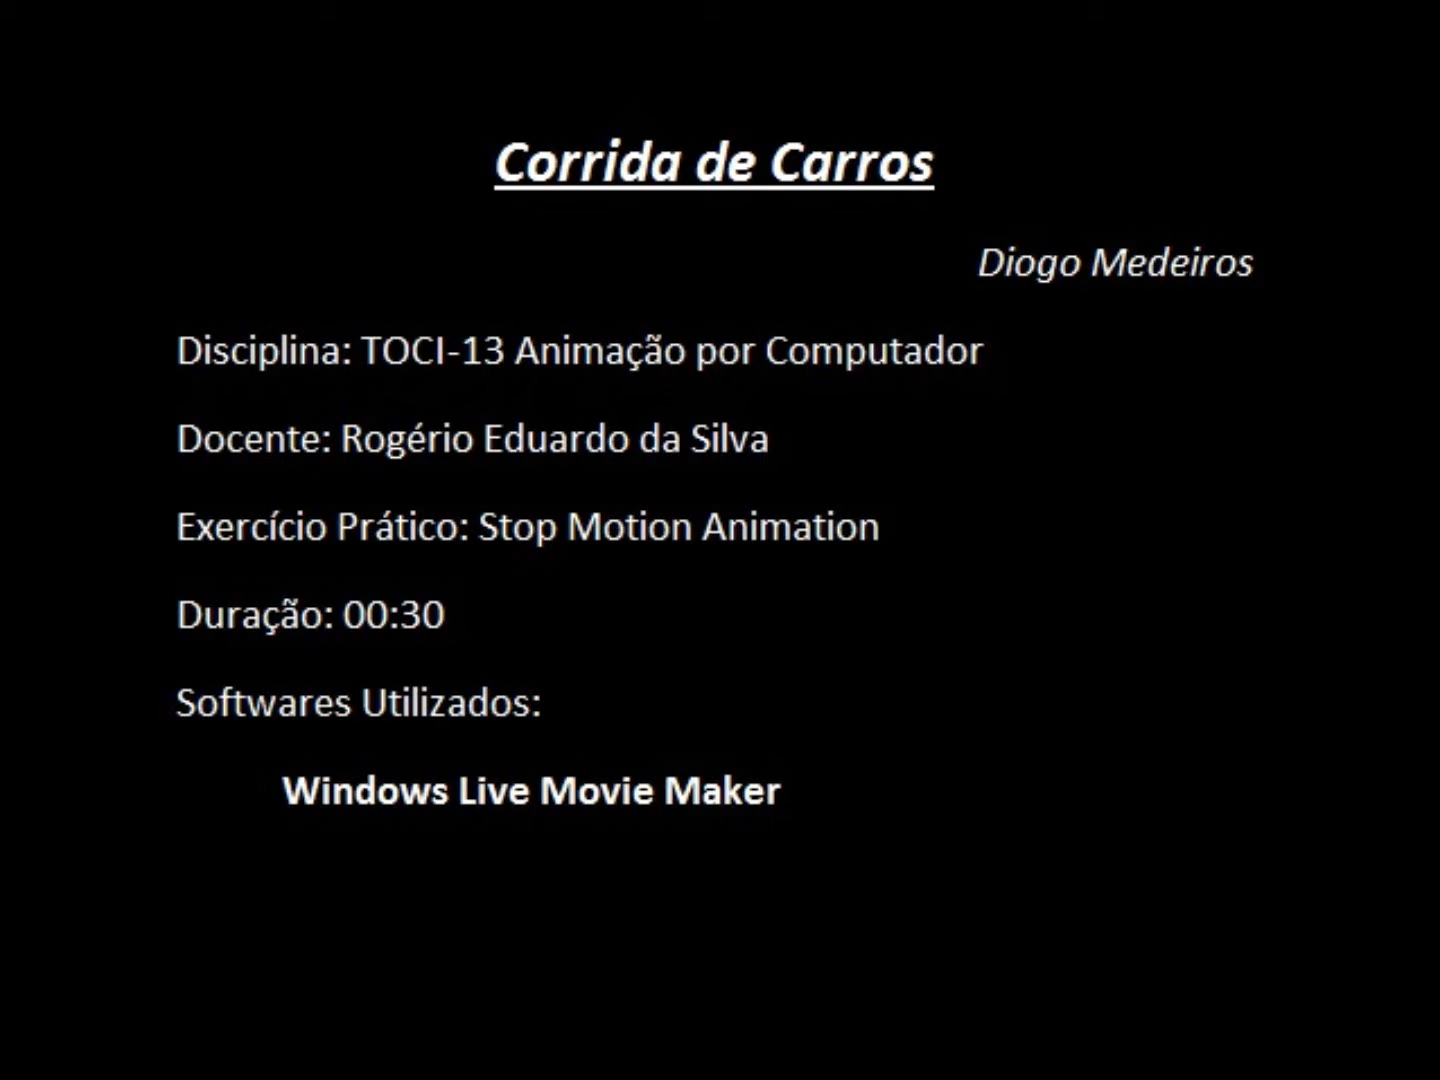 Corrida de Carros
Diogo Medeiros
Disciplina: TOCI-13 Animação por Computador
Docente: Rogério Eduardo da Silva
Exercício Prático: Stop Motion Animation
Duração: 00:30
Softwares Utilizados:
Windows Live Movie Maker